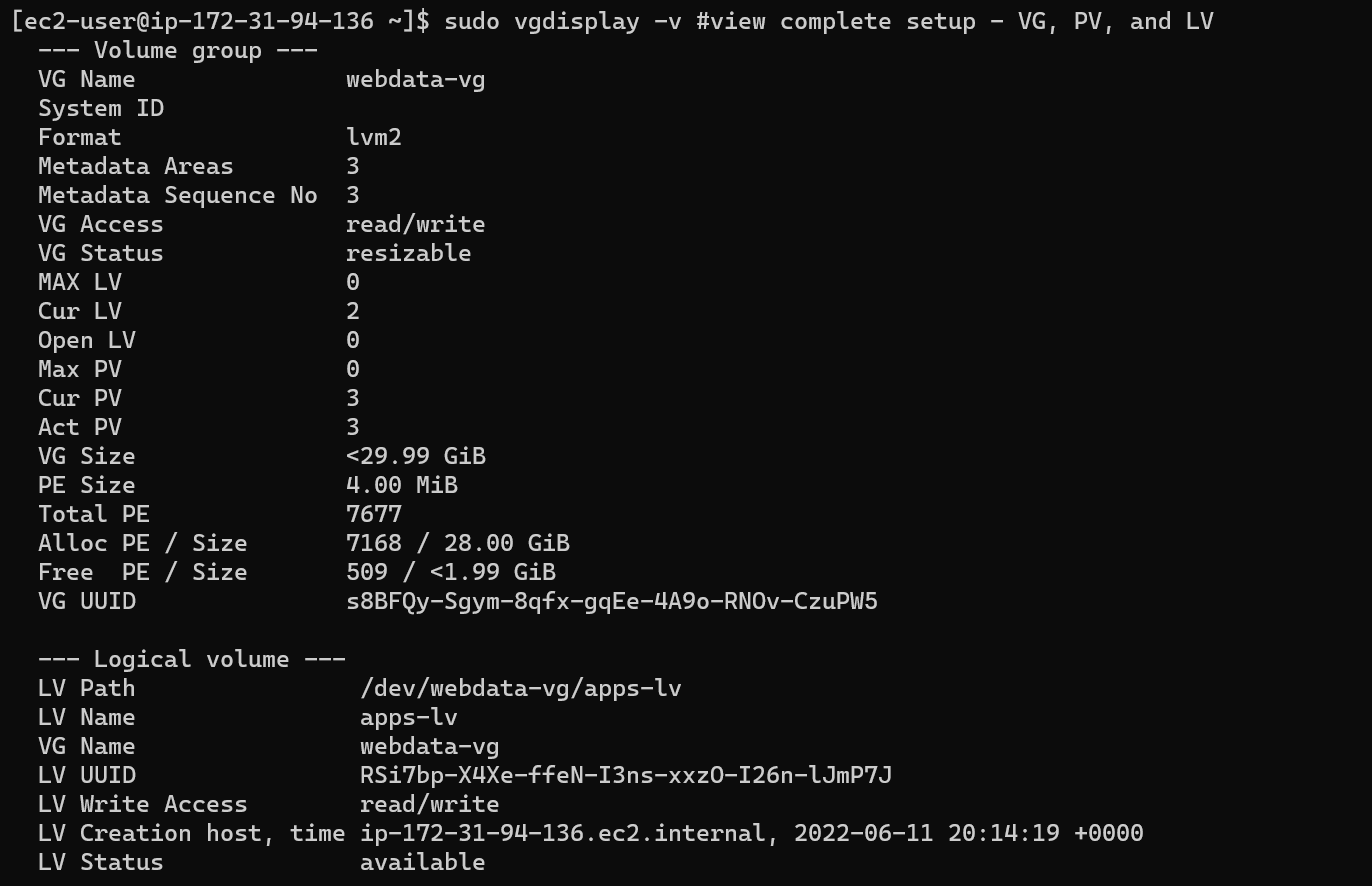 [ec2-user@ip-172-31-94-136 ~]$ sudo vgdisplay -v #view complete setup - VG, PV, and LV
--- Volume group ---
VG Name webdata-vg
System ID
Format lvm2
Metadata Areas 3
Metadata Sequence No 3
VG Access read/write
VG Status resizable
MAX LV 0
Cur LV 2
Open LV 0
Max PV 0
Cur PV 3
Act PV 3
VG Size <29.99 GiB
PE Size 4.00 MiB
Total PE 7677
Alloc PE / Size 7168 / 28.00 GiB
Free PE / Size 509 / <1.99 GiB
VG UUID s8BFQy-Sgym-8qfx-gqEe-4A9o-RNOv-CzuPW5
--- Logical volume ---
LV Path /dev/webdata-vg/apps-lv
LV Name apps-lv
VG Name webdata-vg
LV UUID RSi7bp-X4Xe-ffeN-I3ns-xxzO-I26n-lJmP7J
LV Write Access read/write
LV Creation host, time ip-172-31-94-136.ec2.internal, 2022-06-11 20:14:19 +0000
LV Status available